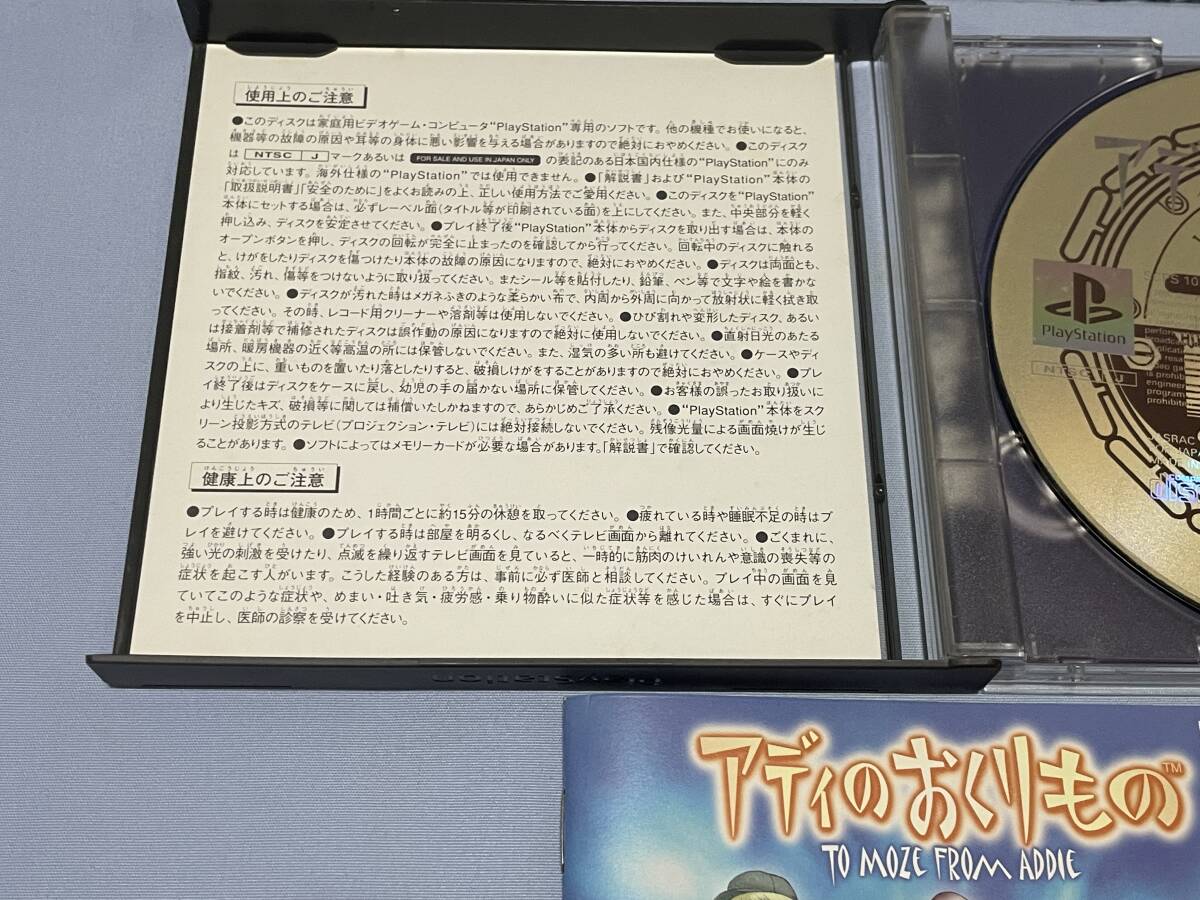 使用上のご注意
●このディスクは家庭用ビデオゲーム・コンピュータ“PlayStation”専用のソフトです。他の機種でお使いになると、
機器等の故障の原因や耳等の身体に悪い影響を与える場合がありますので絶対におやめください。●このディスク
は NTSC J マークあるいは FOR SALE AND USE IN JAPAN ONLY の表記のある日本国内仕様の“PlayStation”にのみ
対応しています。海外仕様の“PlayStation”では使用できません。●「解説書」および“PlayStation”本体の
「取扱説明書」「安全のために」をよくお読みの上、正しい使用方法でご愛用ください。●このディスクを“PlayStation”
本体にセットする場合は、必ずレーベル面(タイトル等が印刷されている面)を上にしてください。また、中央部分を軽く
押し込み、ディスクを安定させてください。●プレイ終了後“PlayStation”本体からディスクを取り出す場合は、本体の
オープンボタンを押し、ディスクの回転が完全に止まったのを確認してから行ってください。回転中のディスクに触れる
と、けがをしたりディスクを傷つけたり本体の故障の原因になりますので、絶対におやめください。●ディスクは両面とも、
指紋、汚れ、傷等をつけないように取り扱ってください。またシール等を貼付したり、鉛筆、ペン等で文字や絵を書かな
いでください。●ディスクが汚れた時はメガネふきのような柔らかい布で、内周から外周に向かって放射状に軽く拭き取
ってください。その時、レコード用クリーナーや溶剤等は使用しないでください。●ひび割れや変形したディスク、あるい
は接着剤等で補修されたディスクは誤作動の原因になりますので絶対に使用しないでください。●直射日光のあたる
場所、暖房機器の近く等高温の所には保管しないでください。また、湿気の多い所も避けてください。●ケースやディ
スクの上に、重いものを置いたり落としたりすると、破損しけがをすることがありますので絶対におやめください。●プレ
イ終了後はディスクをケースに戻し、幼児の手の届かない場所に保管してください。●お客様の誤ったお取り扱いに
より生じたキズ、破損等に関しては補償いたしかねますので、あらかじめご了承ください。●“PlayStation”本体をスク
リーン投影方式のテレビ(プロジェクション・テレビ)には絶対接続しないでください。残像光量による画面焼けが生じ
ることがあります。●ソフトによってはメモリーカードが必要な場合があります。「解説書」で確認してください。
健康上のご注意
●プレイする時は健康のため、1時間ごとに約15分の休憩を取ってください。●疲れている時や睡眠不足の時はプ
レイを避けてください。●プレイする時は部屋を明るくし、なるべくテレビ画面から離れてください。●ごくまれに、
強い光の刺激を受けたり、点滅を繰り返すテレビ画面を見ていると、一時的に筋肉のけいれんや意識の喪失等の
症状を起こす人がいます。こうした経験のある方は、事前に必ず医師と相談してください。プレイ中の画面を見
ていてこのような症状や、めまい・吐き気・疲労感・乗り物酔いに似た症状等を感じた場合は、すぐにプレイ
を中止し、医師の診察を受けてください。
PlayStation
PlayStation
NTSC J
JASRAC
アディのおくりもの™
TO MOZE FROM ADDIE